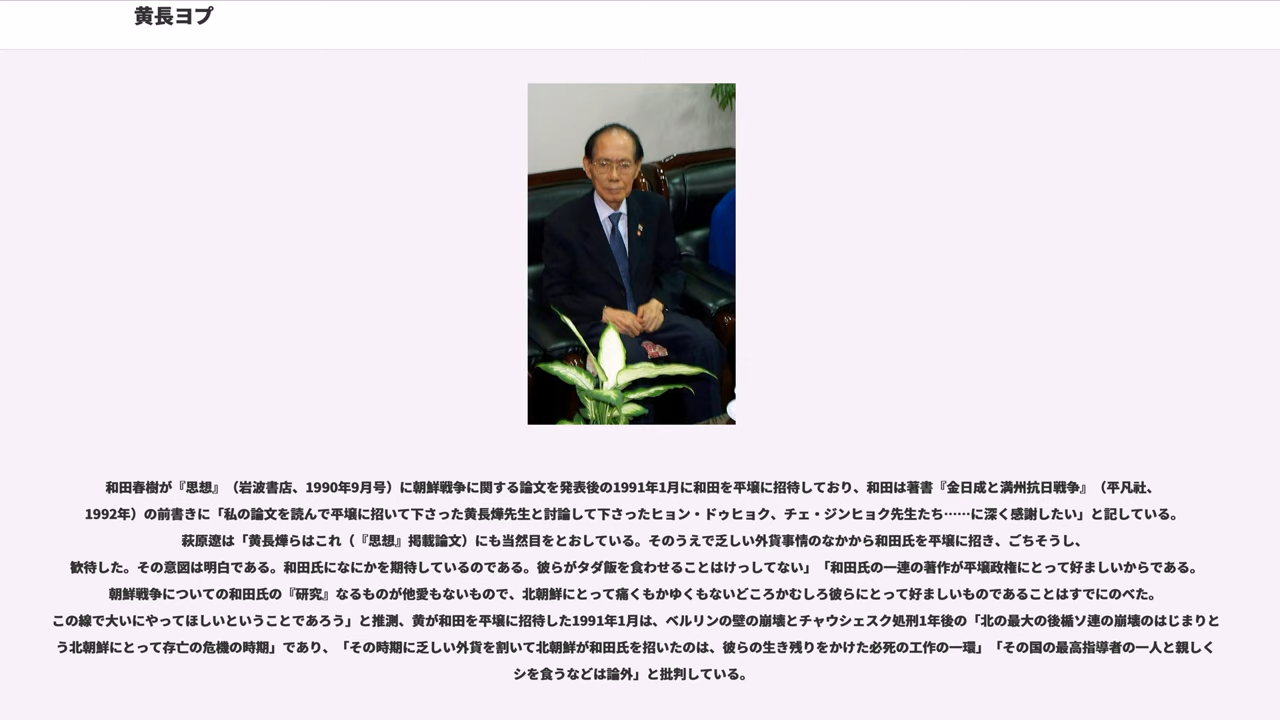 黄長ヨプ
和田春樹が『思想』（岩波書店、1990年9月号）に朝鮮戦争に関する論文を発表後の1991年1月に和田を平壌に招待しており、和田は著書『金日成と満州抗日戦争』（平凡社、
1992年）の前書きに「私の論文を読んで平壌に招いて下さった黄長燁先生と討論して下さったヒョン・ドゥヒョク、チェ・ジンヒョク先生たち……に深く感謝したい」と記している。
萩原遼は「黄長燁らはこれ（『思想』掲載論文）にも当然目をとおしている。そのうえで乏しい外貨事情のなかから和田氏を平壌に招き、ごちそうし、
歓待した。その意図は明白である。和田氏になにかを期待しているのである。彼らがタダ飯を食わせることはけっしてない」「和田氏の一連の著作が平壌政権にとって好ましいからである。
朝鮮戦争についての和田氏の『研究』なるものが他愛もないもので、北朝鮮にとって痛くもかゆくもないどころかむしろ彼らにとって好ましいものであることはすでにのべた。
この線で大いにやってほしいということであろう」と推測、黄が和田を平壌に招待した1991年1月は、ベルリンの壁の崩壊とチャウシェスク処刑1年後の「北の最大の後楯ソ連の崩壊のはじまりと
う北朝鮮にとって存亡の危機の時期」であり、「その時期に乏しい外貨を割いて北朝鮮が和田氏を招いたのは、彼らの生き残りをかけた必死の工作の一環」「その国の最高指導者の一人と親しく
シを食うなどは論外」と批判している。